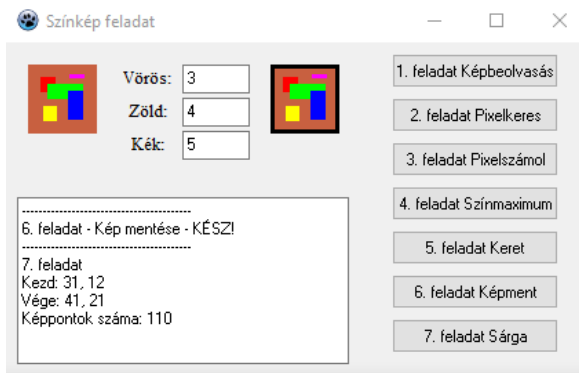 Színkép feladat
Vörös: 3
Zöld: 4
Kék: 5
1. feladat Képbeolvasás
2. feladat Pixelkeres
3. feladat Pixelszámol
4. feladat Színmaximum
5. feladat Keret
6. feladat Képment
7. feladat Sárga
----------------------------------------
6. feladat - Kép mentése - KÉSZ!
----------------------------------------
7. feladat
Kezd: 31, 12
Vége: 41, 21
Képpontok száma: 110